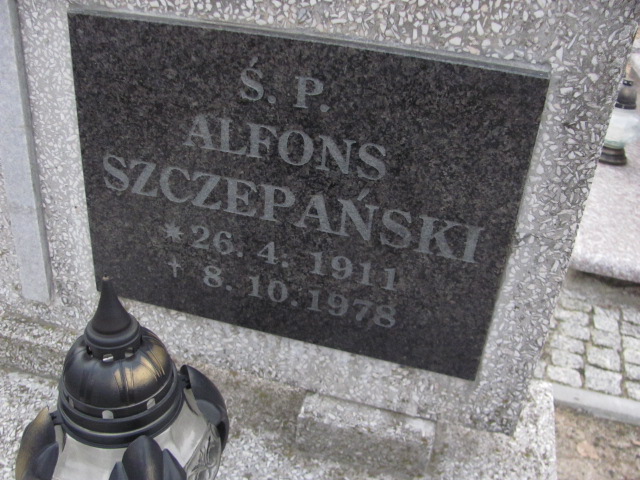 Ś. P.
ALFONS
SZCZEPAŃSKI
* 26. 4. 1911
† 8. 10. 1978